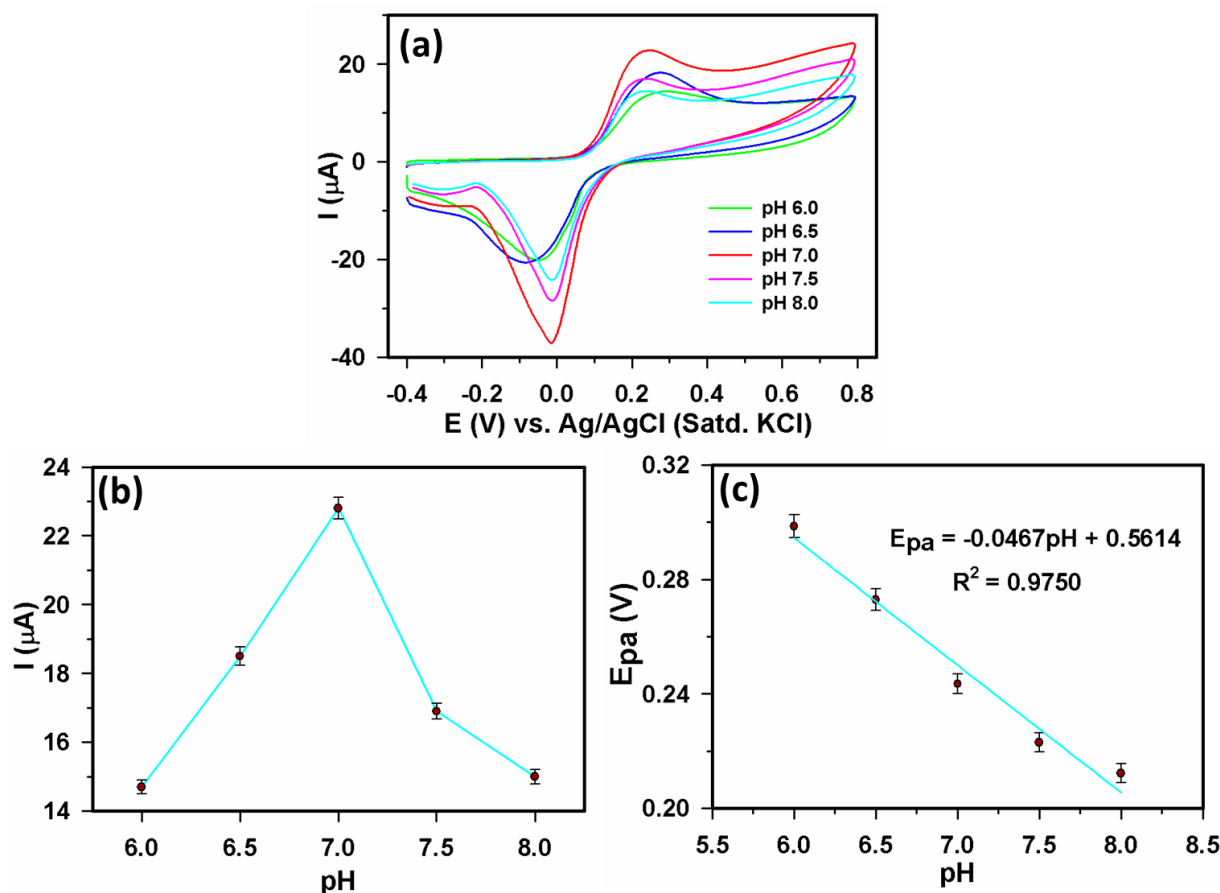 (a)
I (μA)
20
0
-20
-40
pH 6.0
pH 6.5
pH 7.0
pH 7.5
pH 8.0
-0.4 -0.2 0.0 0.2 0.4 0.6 0.8
E (V) vs. Ag/AgCl (Satd. KCl)
(b)
I (μA)
24
22
20
18
16
14
6.0 6.5 7.0 7.5 8.0
pH
(c)
Epa (V)
0.32
0.28
0.24
0.20
Epa = -0.0467pH + 0.5614
R² = 0.9750
5.5 6.0 6.5 7.0 7.5 8.0 8.5
pH